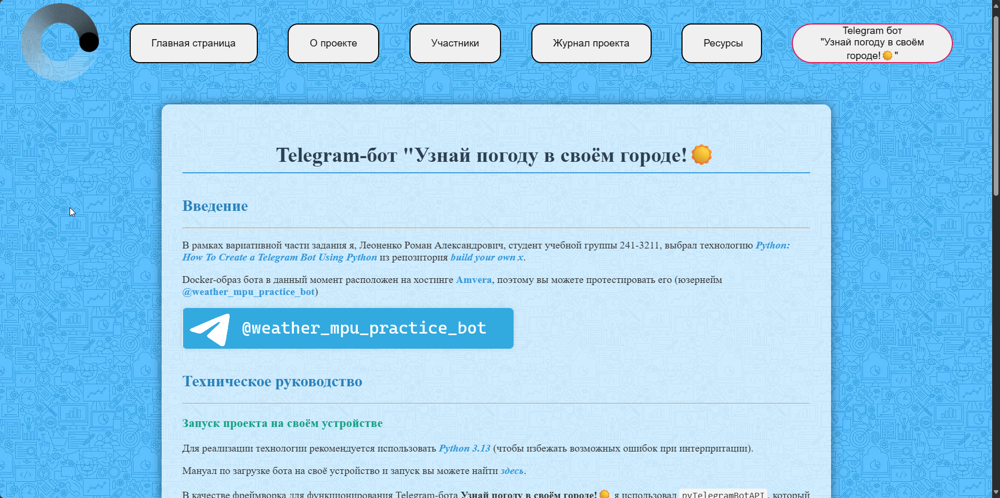 Главная страница
О проекте
Участники
Журнал проекта
Ресурсы
Telegram бот
"Узнай погоду в своём
городе!🌞"
Telegram-бот "Узнай погоду в своём городе!🌞
Введение
В рамках вариативной части задания я, Леоненко Роман Александрович, студент учебной группы 241-3211, выбрал технологию Python:
How To Create a Telegram Bot Using Python из репозитория build your own x.
Docker-образ бота в данный момент расположен на хостинге Amvera, поэтому вы можете протестировать его (юзернейм
@weather_mpu_practice_bot)
@weather_mpu_practice_bot
Техническое руководство
Запуск проекта на своём устройстве
Для реализации технологии рекомендуется использовать Python 3.13 (чтобы избежать возможных ошибок при интерпритации).
Мануал по загрузке бота на своё устройство и запуск вы можете найти здесь.
В качестве фреймворка для функционирования Telegram-бота Узнай погоду в своём городе!🌞 я использовал pyTelegramBotAPI, который